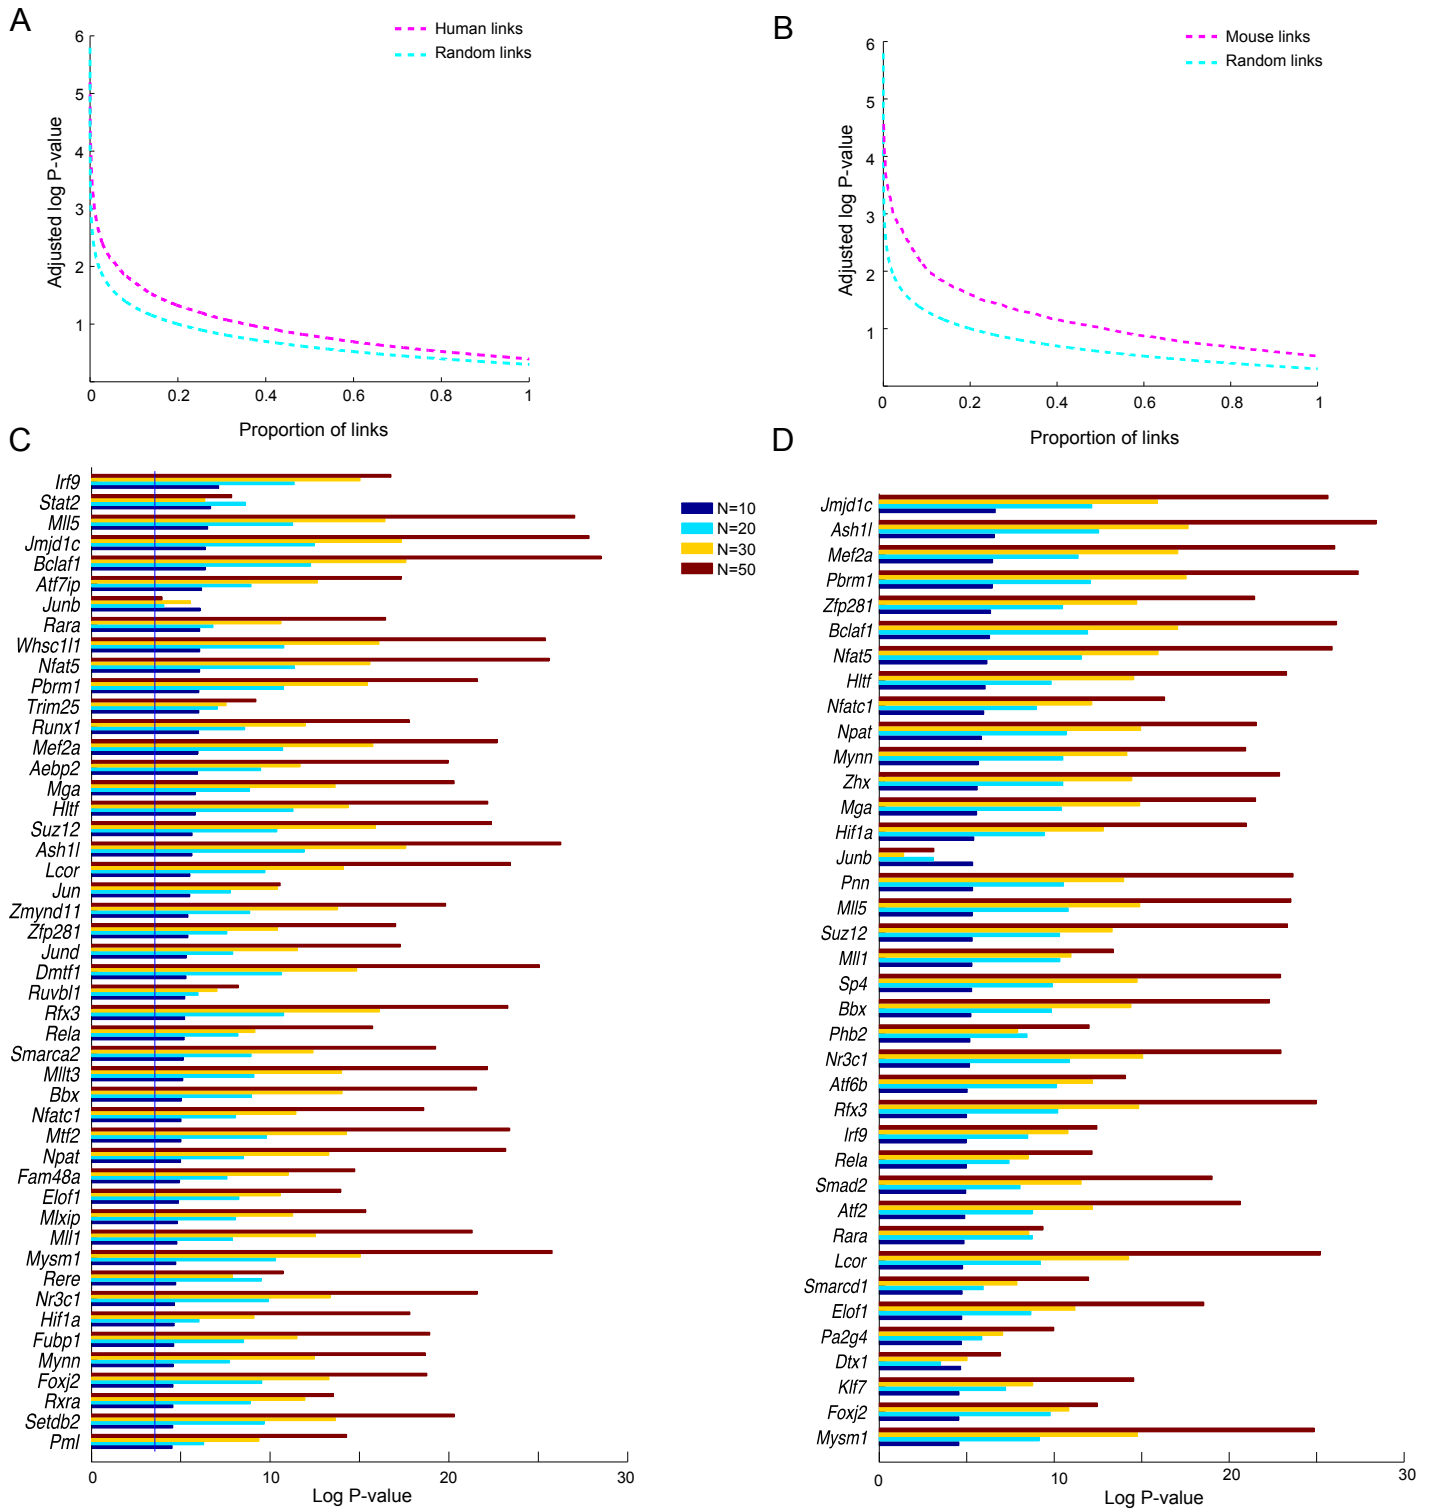 A
Human links
Random links
Adjusted log P-value
6
5
4
3
2
1
0
0.2
0.4
0.6
0.8
1
Proportion of links
B
Mouse links
Random links
Adjusted log P-value
6
5
4
3
2
1
0
0.2
0.4
0.6
0.8
1
Proportion of links
C
Irf9
Stat2
Mll5
Jmjd1c
Bclaf1
Atf7ip
Junb
Rara
Whsc1l1
Nfat5
Pbrm1
Trim25
Runx1
Mef2a
Aebp2
Mga
Hltf
Suz12
Ash1l
Lcor
Jun
Zmynd11
Zfp281
Jund
Dmtf1
Ruvbl1
Rfx3
Rela
Smarca2
Mllt3
Bbx
Nfatc1
Mtf2
Npat
Fam48a
Elof1
Mlxip
Mll1
Mysm1
Rere
Nr3c1
Hif1a
Fubp1
Mynn
Foxj2
Rxra
Setdb2
Pml
0
10
20
30
Log P-value
N=10
N=20
N=30
N=50
D
Jmjd1c
Ash1l
Mef2a
Pbrm1
Zfp281
Bclaf1
Nfat5
Hltf
Nfatc1
Npat
Mynn
Zhx
Mga
Hif1a
Junb
Pnn
Mll5
Suz12
Mll1
Sp4
Bbx
Phb2
Nr3c1
Atf6b
Rfx3
Irf9
Rela
Smad2
Atf2
Rara
Lcor
Smarcd1
Elof1
Pa2g4
Dtx1
Klf7
Foxj2
Mysm1
0
10
20
30
Log P-value